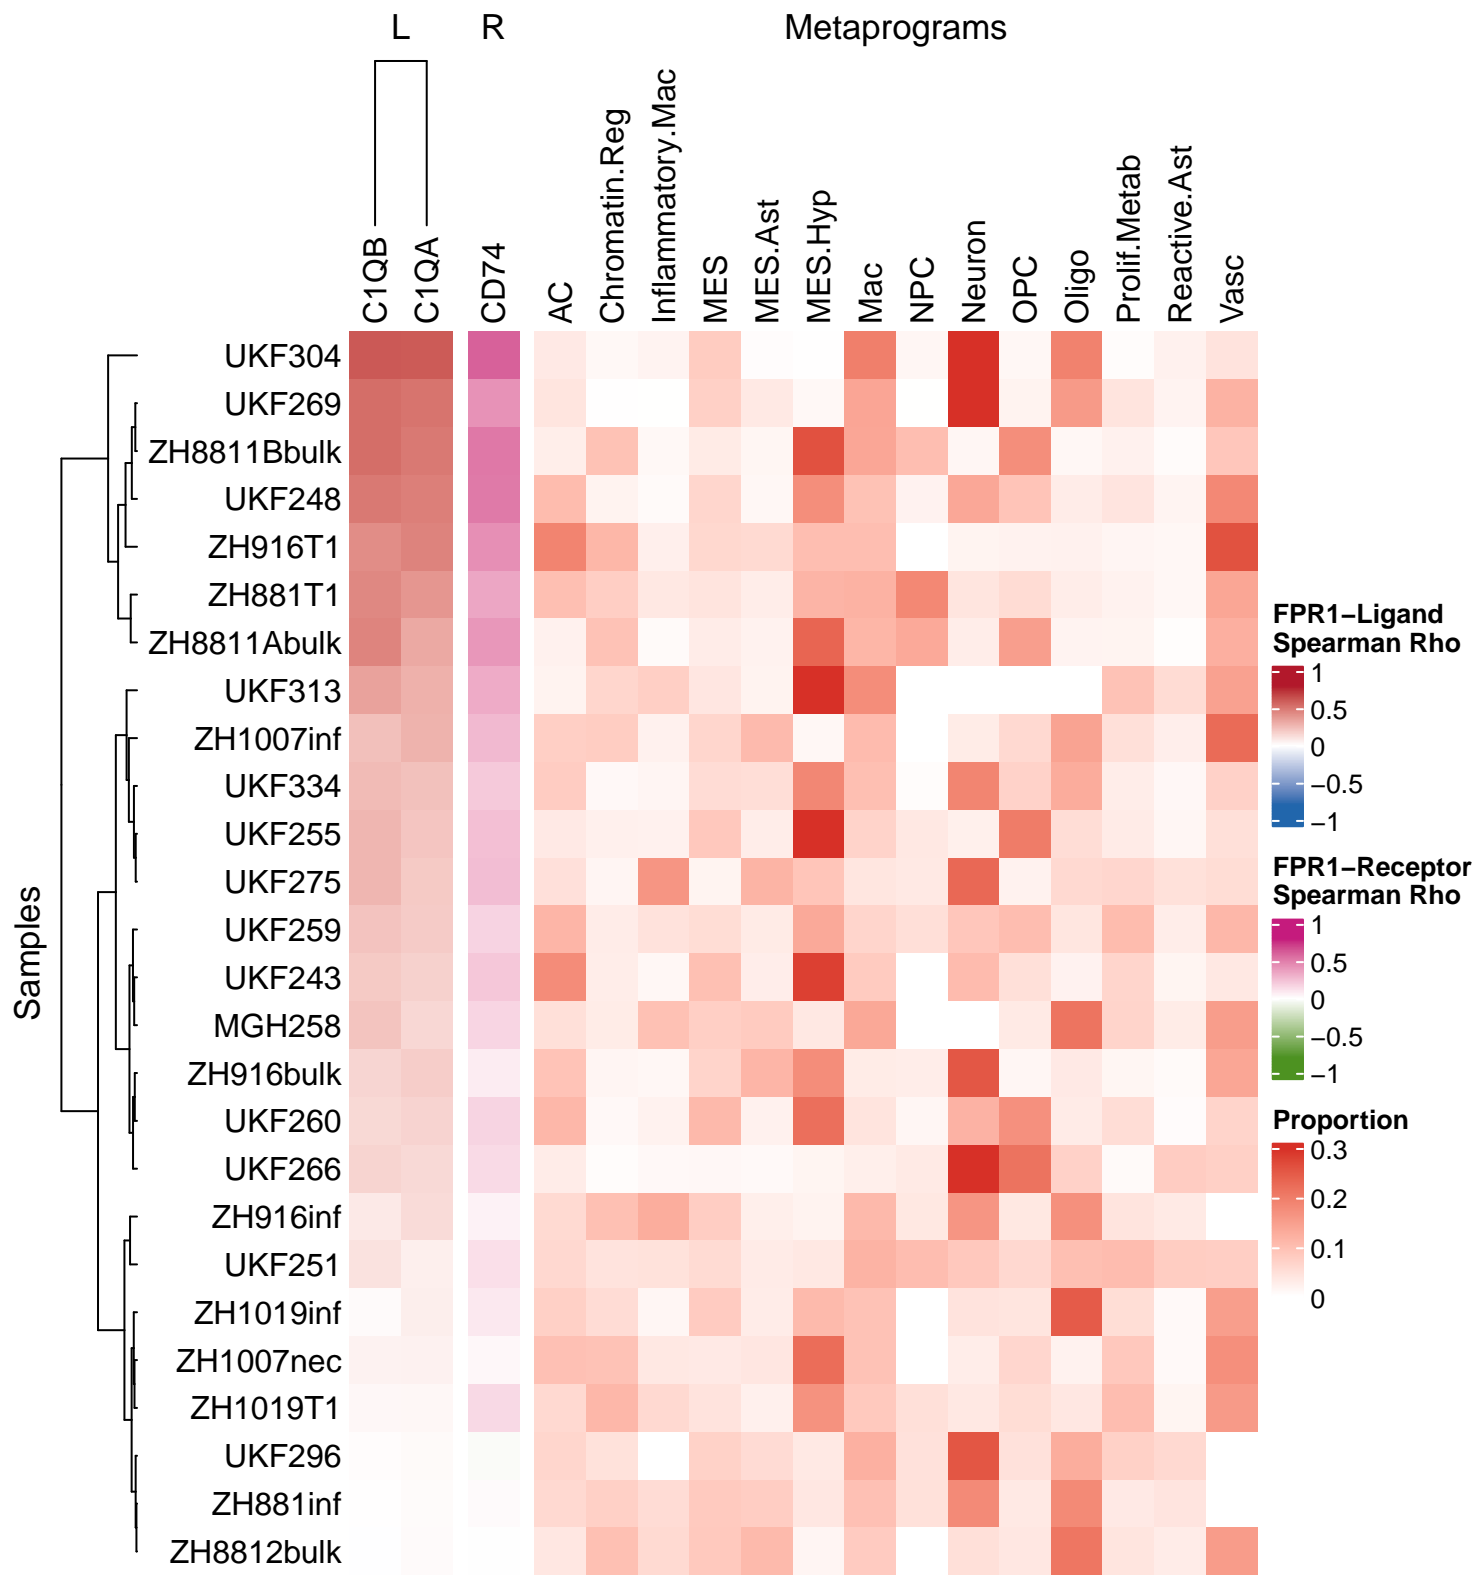 L R Metaprograms
C1QB
C1QA
CD74
AC
Chromatin.Reg
Inflammatory.Mac
MES
MES.Ast
MES.Hyp
Mac
NPC
Neuron
OPC
Oligo
Prolif.Metab
Reactive.Ast
Vasc
Samples
UKF304
UKF269
ZH8811Bbulk
UKF248
ZH916T1
ZH881T1
ZH8811Abulk
UKF313
ZH1007inf
UKF334
UKF255
UKF275
UKF259
UKF243
MGH258
ZH916bulk
UKF260
UKF266
ZH916inf
UKF251
ZH1019inf
ZH1007nec
ZH1019T1
UKF296
ZH881inf
ZH8812bulk
FPR1−Ligand
Spearman Rho
1
0.5
0
−0.5
−1
FPR1−Receptor
Spearman Rho
1
0.5
0
−0.5
−1
Proportion
0.3
0.2
0.1
0